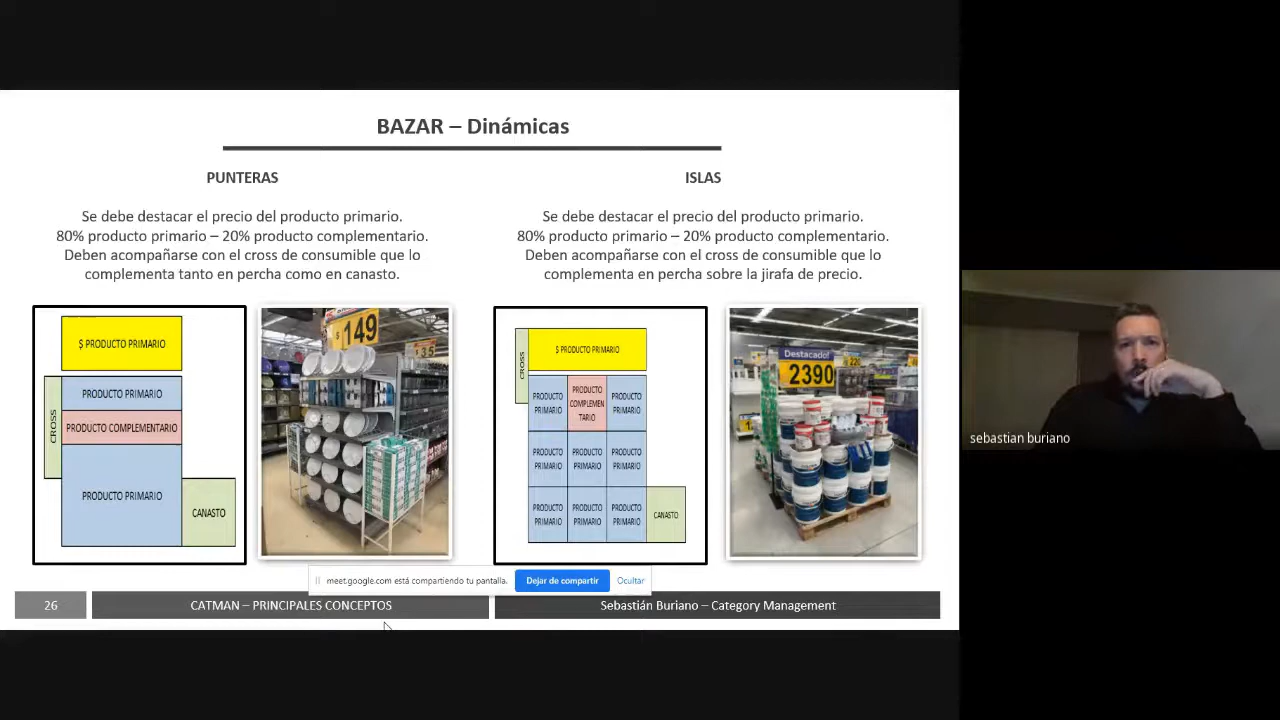 BAZAR – Dinámicas
PUNTERAS
Se debe destacar el precio del producto primario.
80% producto primario – 20% producto complementario.
Deben acompañarse con el cross de consumible que lo
complementa tanto en percha como en canasto.
ISLAS
Se debe destacar el precio del producto primario.
80% producto primario – 20% producto complementario.
Deben acompañarse con el cross de consumible que lo
complemente en percha sobre la jirafa de precio.
$ PRODUCTO PRIMARIO
CROSS
PRODUCTO PRIMARIO
PRODUCTO COMPLEMENTARIO
PRODUCTO PRIMARIO
CANASTO
$ 149
$ 35
CROSS
$ PRODUCTO PRIMARIO
PRODUCTO
PRIMARIO
PRODUCTO
COMPLEMEN
TARIO
PRODUCTO
PRIMARIO
PRODUCTO
PRIMARIO
PRODUCTO
PRIMARIO
PRODUCTO
PRIMARIO
PRODUCTO
PRIMARIO
PRODUCTO
PRIMARIO
PRODUCTO
PRIMARIO
CANASTO
Destacado!
2390
sebastian buriano
meet.google.com está compartiendo tu pantalla.
Dejar de compartir
Ocultar
26
CATMAN – PRINCIPALES CONCEPTOS
Sebastián Buriano – Category Management